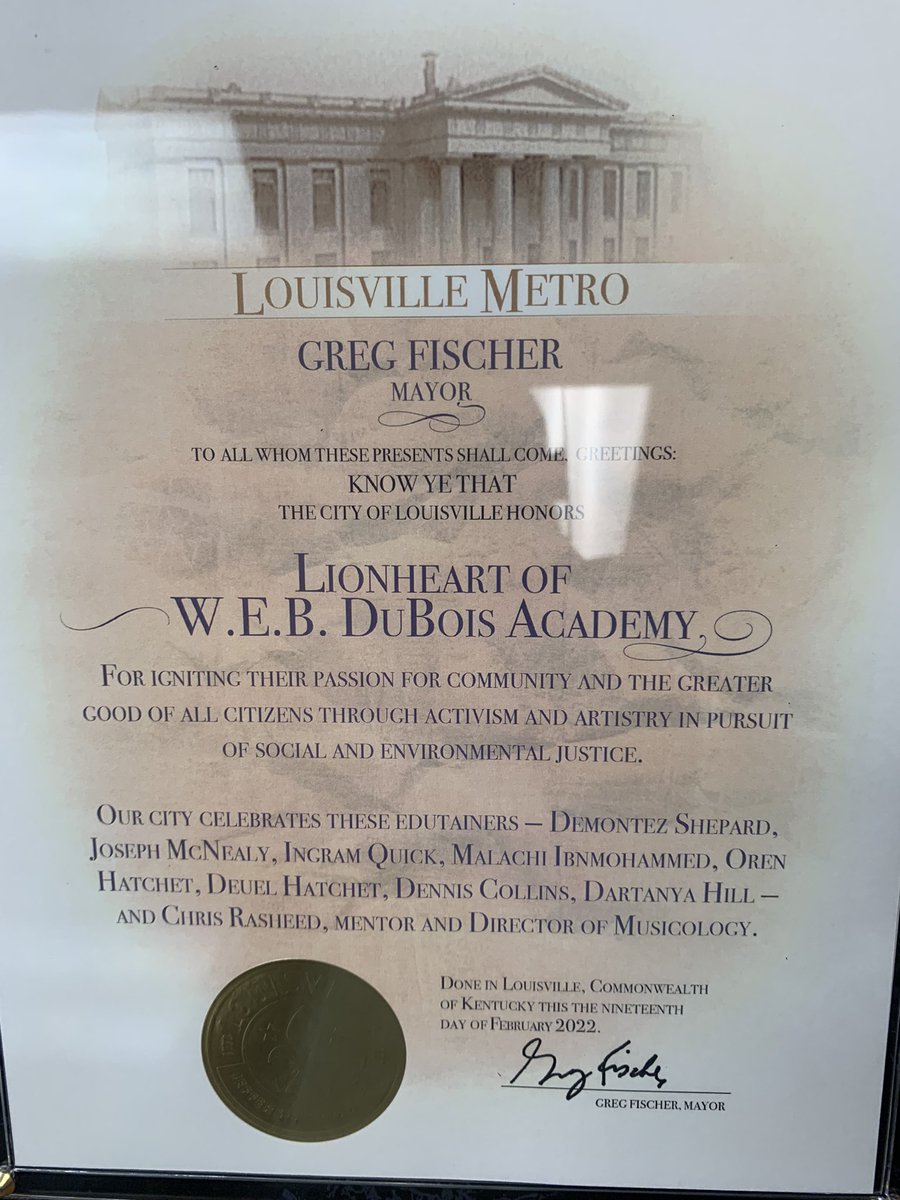 LOUISVILLE METRO
GREG FISCHER
MAYOR
TO ALL WHOM THESE PRESENTS SHALL COME, GREETINGS:
KNOW YE THAT
THE CITY OF LOUISVILLE HONORS
LIONHEART OF
W.E.B. DUBOIS ACADEMY,
FOR IGNITING THEIR PASSION FOR COMMUNITY AND THE GREATER
GOOD OF ALL CITIZENS THROUGH ACTIVISM AND ARTISTRY IN PURSUIT
OF SOCIAL AND ENVIRONMENTAL JUSTICE.
OUR CITY CELEBRATES THESE EDUTAINERS — DEMONTEZ SHEPARD,
JOSEPH MCNEALY, INGRAM QUICK, MALACHI IBNMOHAMMED, OREN
HATCHET, DEUEL HATCHET, DENNIS COLLINS, DARTANYA HILL —
AND CHRIS RASHEED, MENTOR AND DIRECTOR OF MUSICOLOGY.
DONE IN LOUISVILLE, COMMONWEALTH
OF KENTUCKY THIS THE NINETEENTH
DAY OF FEBRUARY 2022.
Greg Fischer
GREG FISCHER, MAYOR